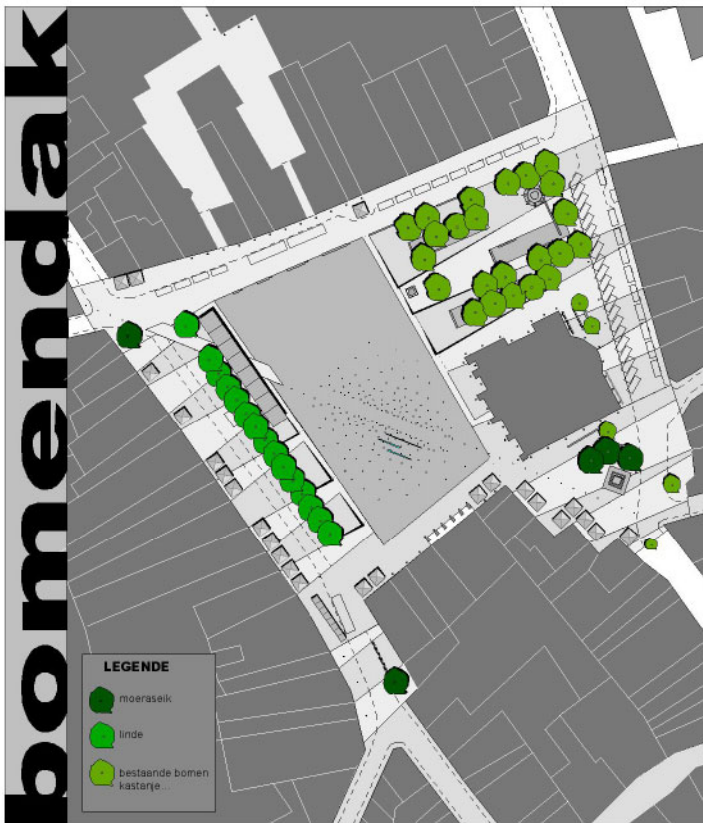 bomendak
LEGENDE
moeraseik
linde
bestaande bomen
kastanje...